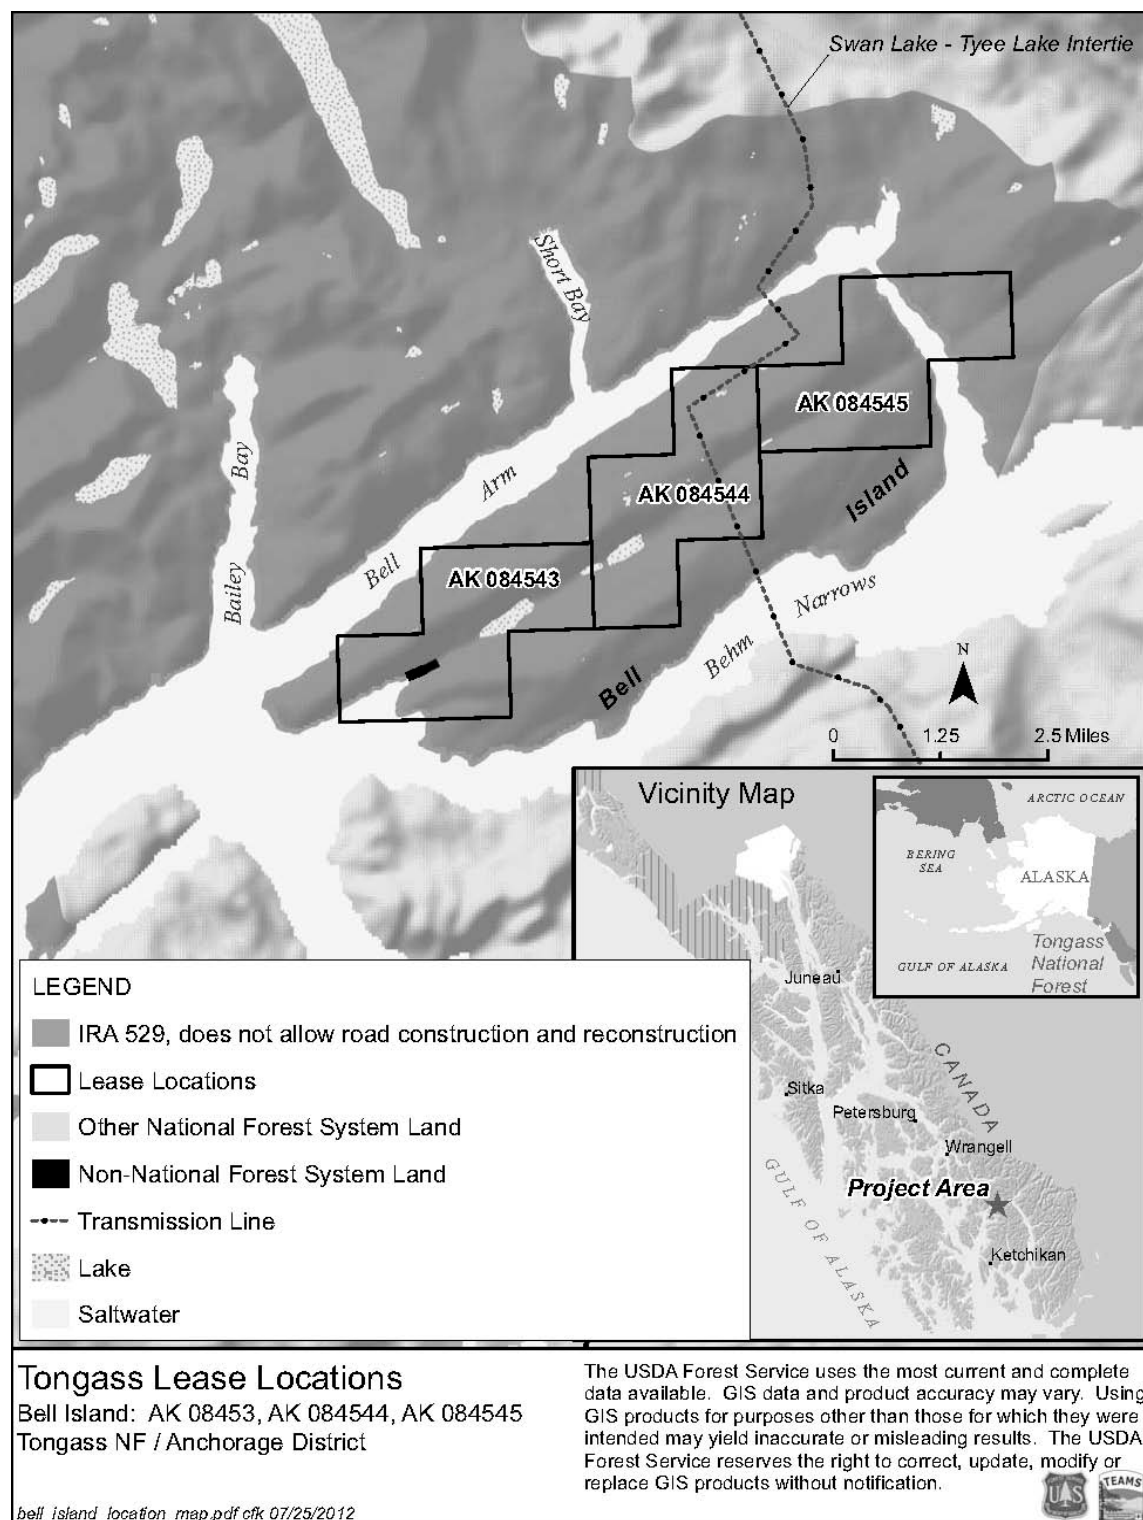 Swan Lake - Tyee Lake Intertie
Short Bay
AK 084545
Bailey Bay
Bell Arm
AK 084544
Bell Island
AK 084543
Behm Narrows
N
0 1.25 2.5 Miles
Vicinity Map
ARCTIC OCEAN
BERING
SEA
ALASKA
GULF OF ALASKA
Tongass
National
Forest
Juneau
CANADA
Sitka
Petersburg
Wrangell
Project Area
GULF OF ALASKA
Ketchikan
LEGEND
IRA 529, does not allow road construction and reconstruction
Lease Locations
Other National Forest System Land
Non-National Forest System Land
Transmission Line
Lake
Saltwater
Tongass Lease Locations
Bell Island: AK 08453, AK 084544, AK 084545
Tongass NF / Anchorage District
bell_island_location_map.pdf cfk 07/25/2012
The USDA Forest Service uses the most current and complete
data available. GIS data and product accuracy may vary. Using
GIS products for purposes other than those for which they were
intended may yield inaccurate or misleading results. The USDA
Forest Service reserves the right to correct, update, modify or
replace GIS products without notification.
U S
TEAMS